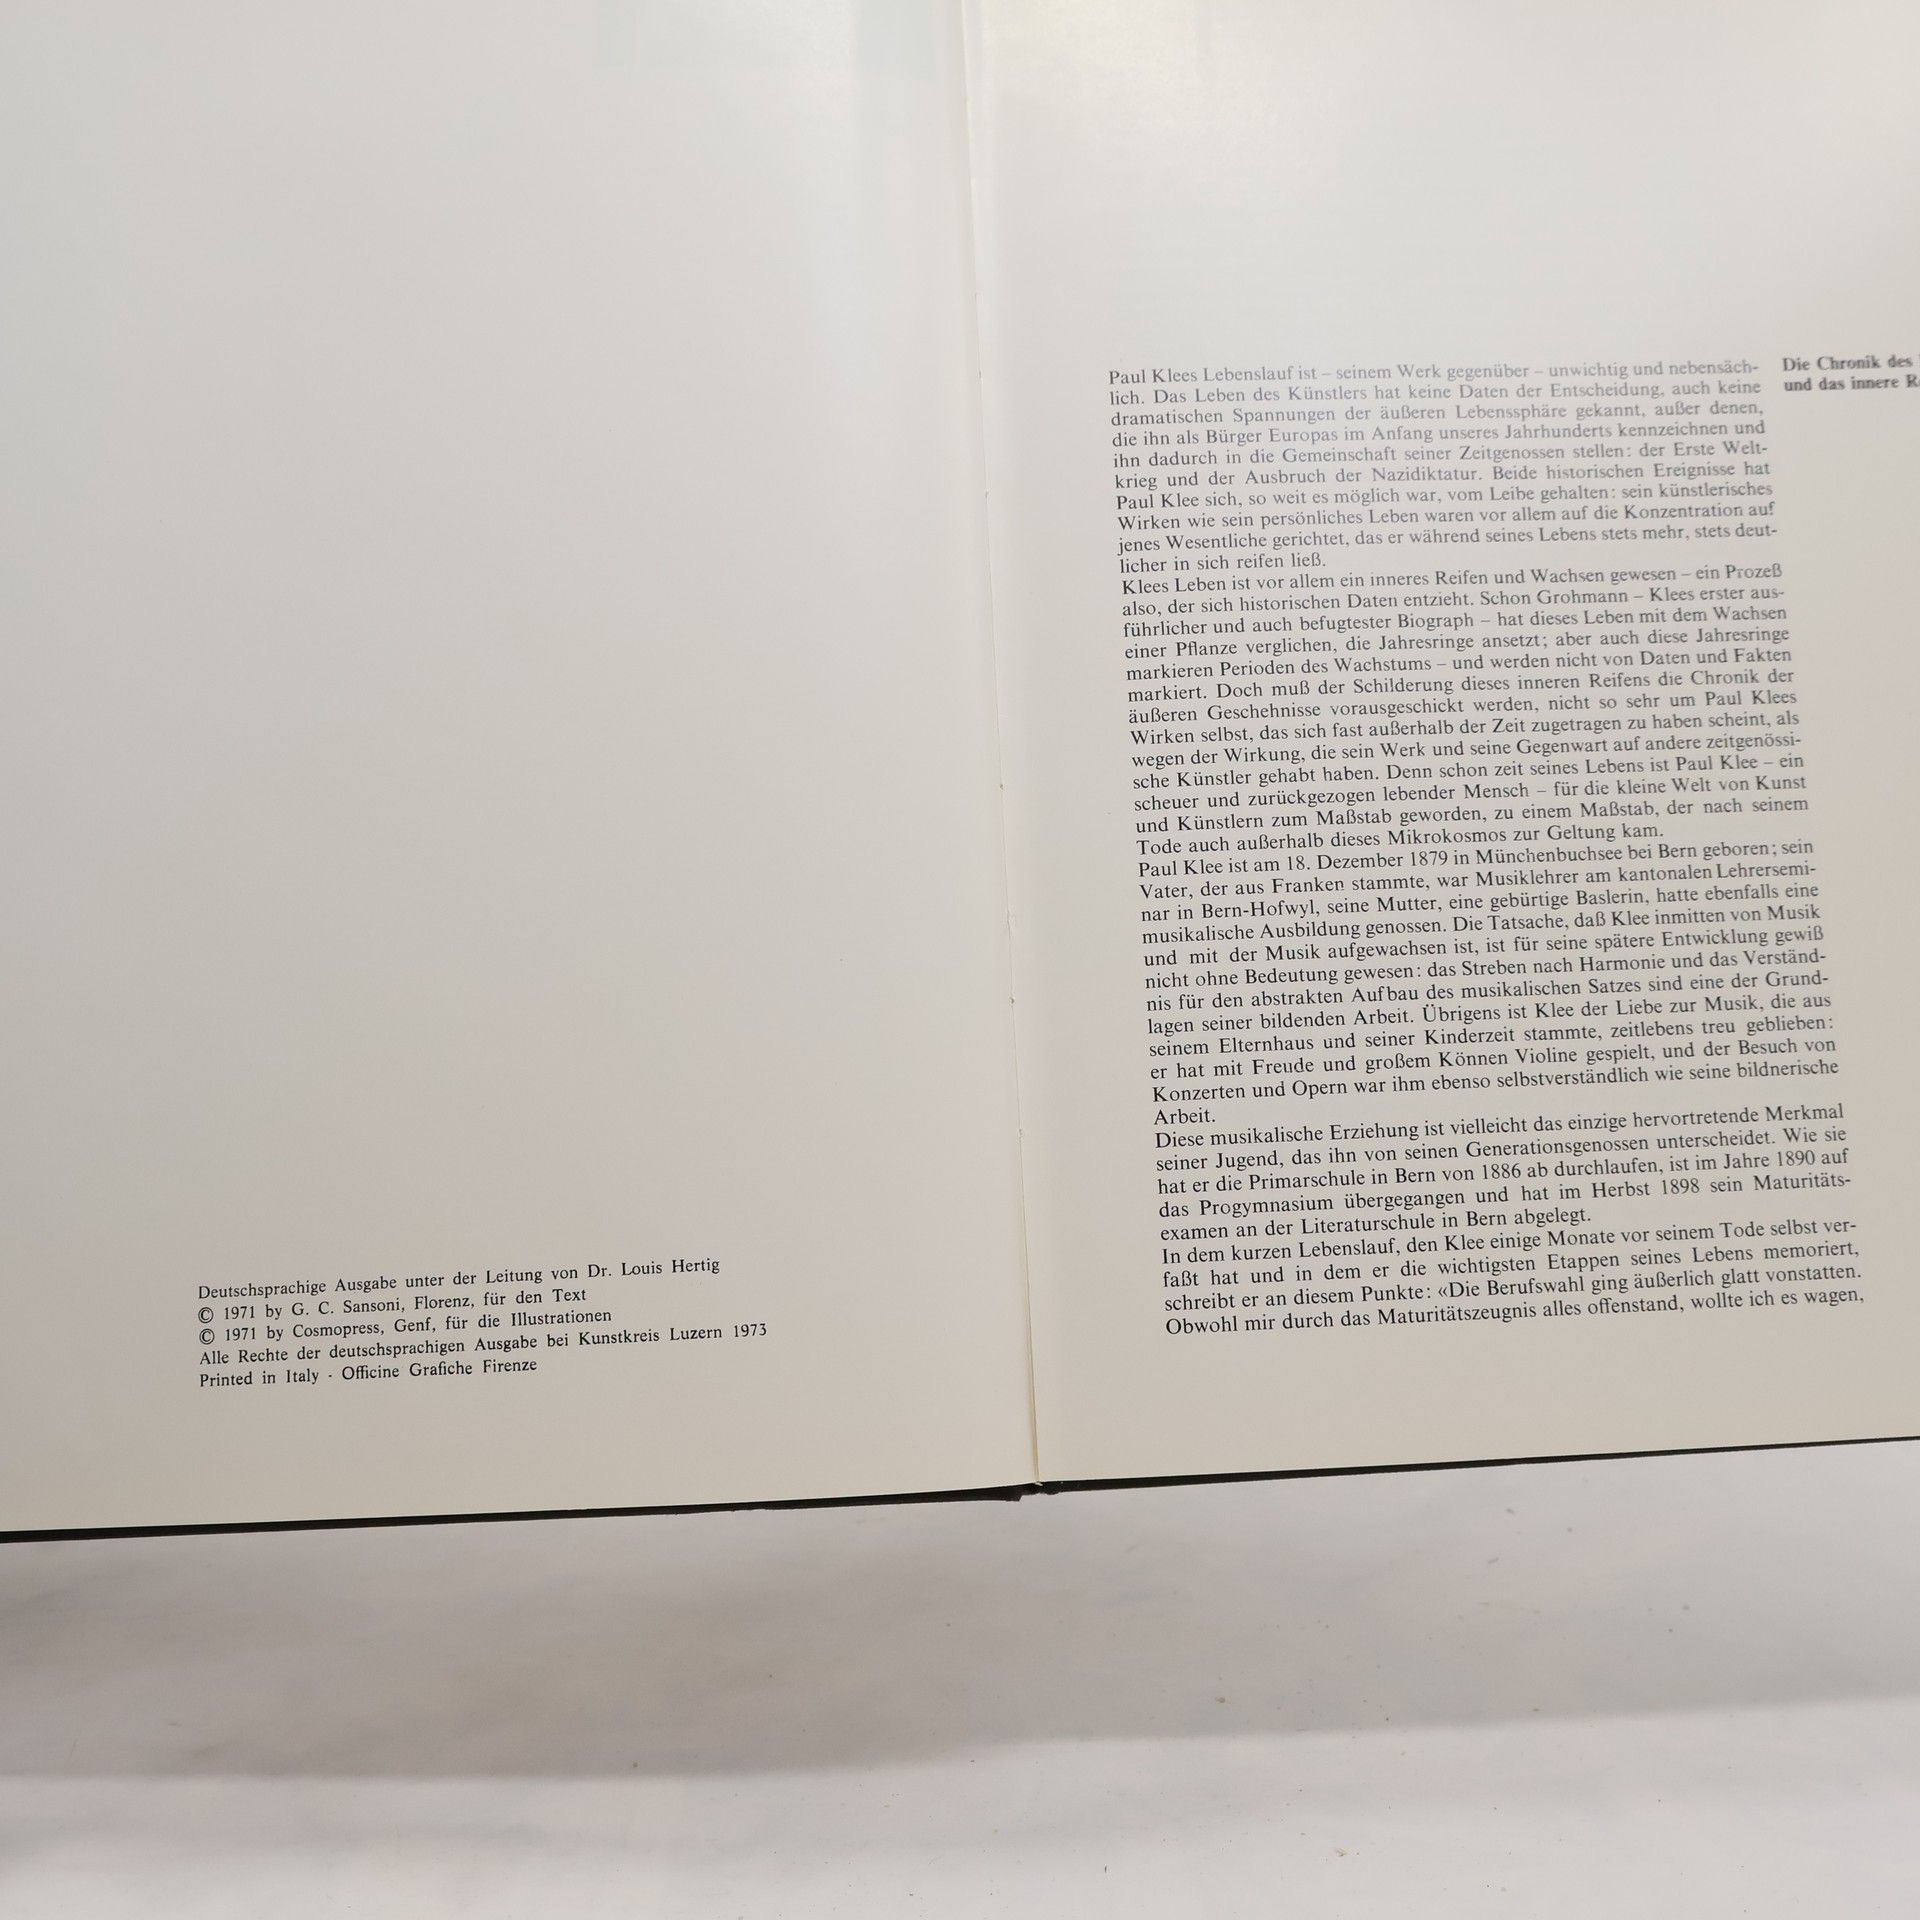 Deutschsprachige Ausgabe unter der Leitung von Dr. Louis Hertig
© 1971 by G. C. Sansoni, Florenz, für den Text
© 1971 by Cosmopress, Genf, für die Illustrationen
Alle Rechte der deutschsprachigen Ausgabe bei Kunstkreis Luzern 1973
Printed in Italy - Officine Grafiche Firenze
Paul Klees Lebenslauf ist – seinem Werk gegenüber – unwichtig und nebensäch-
lich. Das Leben des Künstlers hat keine Daten der Entscheidung, auch keine
dramatischen Spannungen der äußeren Lebenssphäre gekannt, außer denen,
die ihn als Bürger Europas im Anfang unseres Jahrhunderts kennzeichnen und
ihn dadurch in die Gemeinschaft seiner Zeitgenossen stellen: der Erste Welt-
krieg und der Ausbruch der Nazidiktatur. Beide historischen Ereignisse hat
Paul Klee sich, so weit es möglich war, vom Leibe gehalten: sein künstlerisches
Wirken wie sein persönliches Leben waren vor allem auf die Konzentration auf
jenes Wesentliche gerichtet, das er während seines Lebens stets mehr, stets deut-
licher in sich reifen ließ.
Klees Leben ist vor allem ein inneres Reifen und Wachsen gewesen – ein Prozeß
also, der sich historischen Daten entzieht. Schon Grohmann – Klees erster aus-
führlicher und auch befugtester Biograph – hat dieses Leben mit dem Wachsen
einer Pflanze verglichen, die Jahresringe ansetzt; aber auch diese Jahresringe
markieren Perioden des Wachstums – und werden nicht von Daten und Fakten
markiert. Doch muß der Schilderung dieses inneren Reifens die Chronik der
äußeren Geschehnisse vorausgeschickt werden, nicht so sehr um Paul Klees
Wirken selbst, das sich fast außerhalb der Zeit zugetragen zu haben scheint, als
wegen der Wirkung, die sein Werk und seine Gegenwart auf andere zeitgenössi-
sche Künstler gehabt haben. Denn schon zeit seines Lebens ist Paul Klee – ein
scheuer und zurückgezogen lebender Mensch – für die kleine Welt von Kunst
und Künstlern zum Maßstab geworden, zu einem Maßstab, der nach seinem
Tode auch außerhalb dieses Mikrokosmos zur Geltung kam.
Paul Klee ist am 18. Dezember 1879 in Münchenbuchsee bei Bern geboren; sein
Vater, der aus Franken stammte, war Musiklehrer am kantonalen Lehrersemi-
nar in Bern-Hofwyl, seine Mutter, eine gebürtige Baslerin, hatte ebenfalls eine
musikalische Ausbildung genossen. Die Tatsache, daß Klee inmitten von Musik
und mit der Musik aufgewachsen ist, ist für seine spätere Entwicklung gewiß
nicht ohne Bedeutung gewesen: das Streben nach Harmonie und das Verständ-
nis für den abstrakten Aufbau des musikalischen Satzes sind eine der Grund-
lagen seiner bildenden Arbeit. Übrigens ist Klee der Liebe zur Musik, die aus
seinem Elternhaus und seiner Kinderzeit stammte, zeitlebens treu geblieben:
er hat mit Freude und großem Können Violine gespielt, und der Besuch von
Konzerten und Opern war ihm ebenso selbstverständlich wie seine bildnerische
Arbeit.
Diese musikalische Erziehung ist vielleicht das einzige hervortretende Merkmal
seiner Jugend, das ihn von seinen Generationsgenossen unterscheidet. Wie sie
hat er die Primarschule in Bern von 1886 ab durchlaufen, ist im Jahre 1890 auf
das Progymnasium übergegangen und hat im Herbst 1898 sein Maturitäts-
examen an der Literaturschule in Bern abgelegt.
In dem kurzen Lebenslauf, den Klee einige Monate vor seinem Tode selbst ver-
faßt hat und in dem er die wichtigsten Etappen seines Lebens memoriert,
schreibt er an diesem Punkte: «Die Berufswahl ging äußerlich glatt vonstatten.
Obwohl mir durch das Maturitätszeugnis alles offenstand, wollte ich es wagen,
Die Chronik des
und das innere